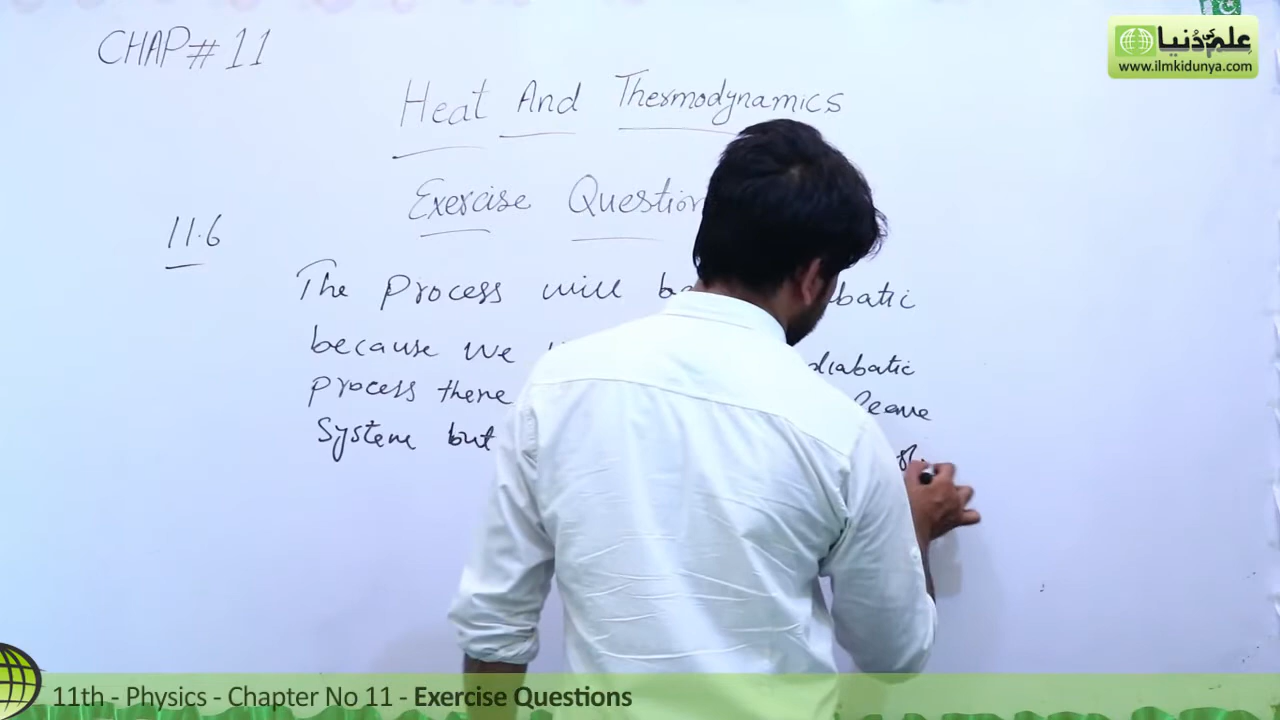 CHAP# 11
علم کی دنیا
www.ilmkidunya.com
Heat And Thermodynamics
Exercise Question
11.6
The process will
because we
process there
System but
11th - Physics - Chapter No 11 - Exercise Questions